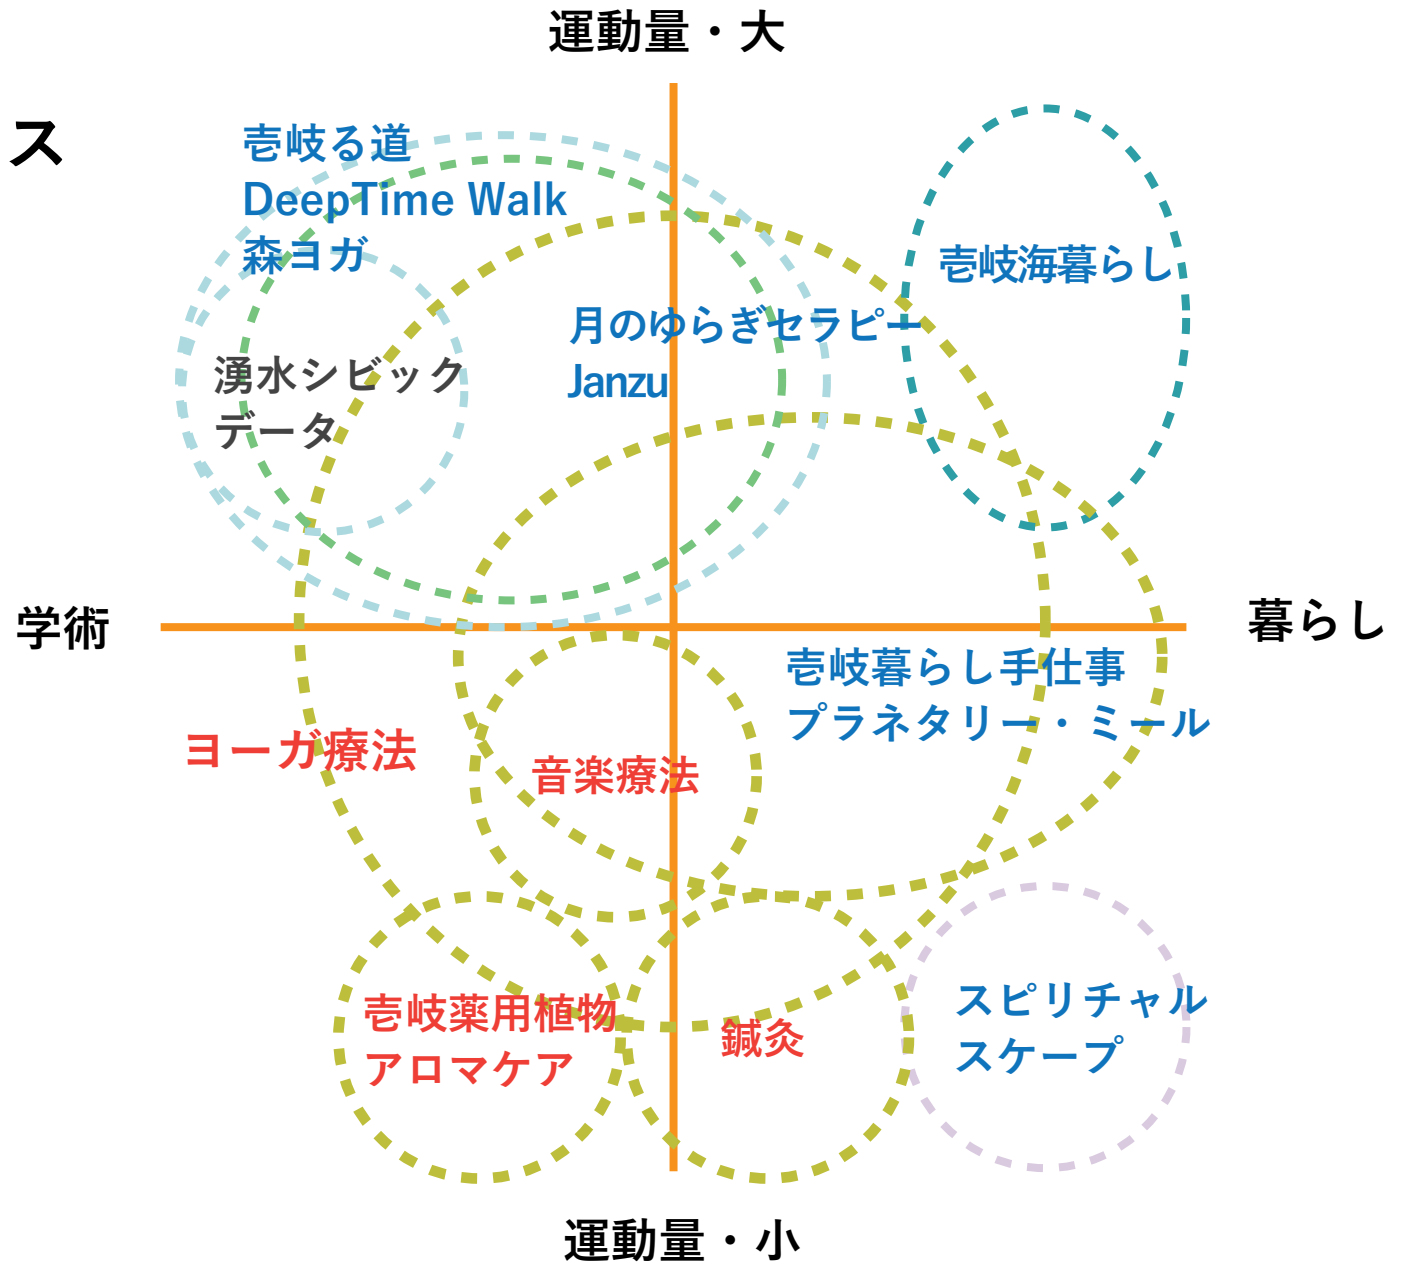 運動量・大
ス
壱岐る道
DeepTime Walk
森ヨガ
壱岐海暮らし
月のゆらぎセラピー
Janzu
湧水シビック
データ
学術
暮らし
壱岐暮らし手仕事
プラネタリー・ミール
ヨーガ療法
音楽療法
壱岐薬用植物
アロマケア
鍼灸
スピリチャル
スケープ
運動量・小